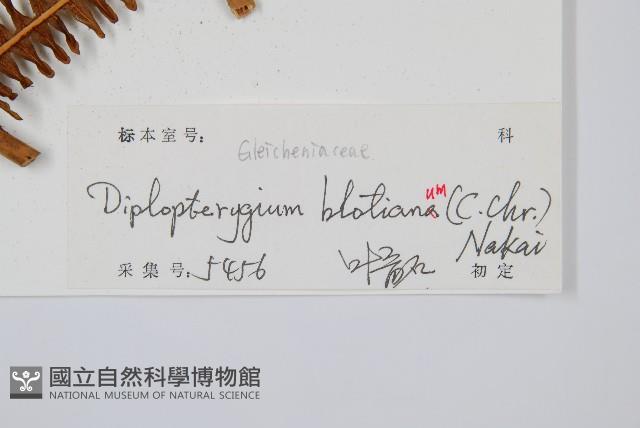 标本室号: 科
Gleicheniaceae
Diplopterygium blotiana um (C.Chr.)
Nakai
采集号: 5456 初定
國立自然科學博物館
NATIONAL MUSEUM OF NATURAL SCIENCE